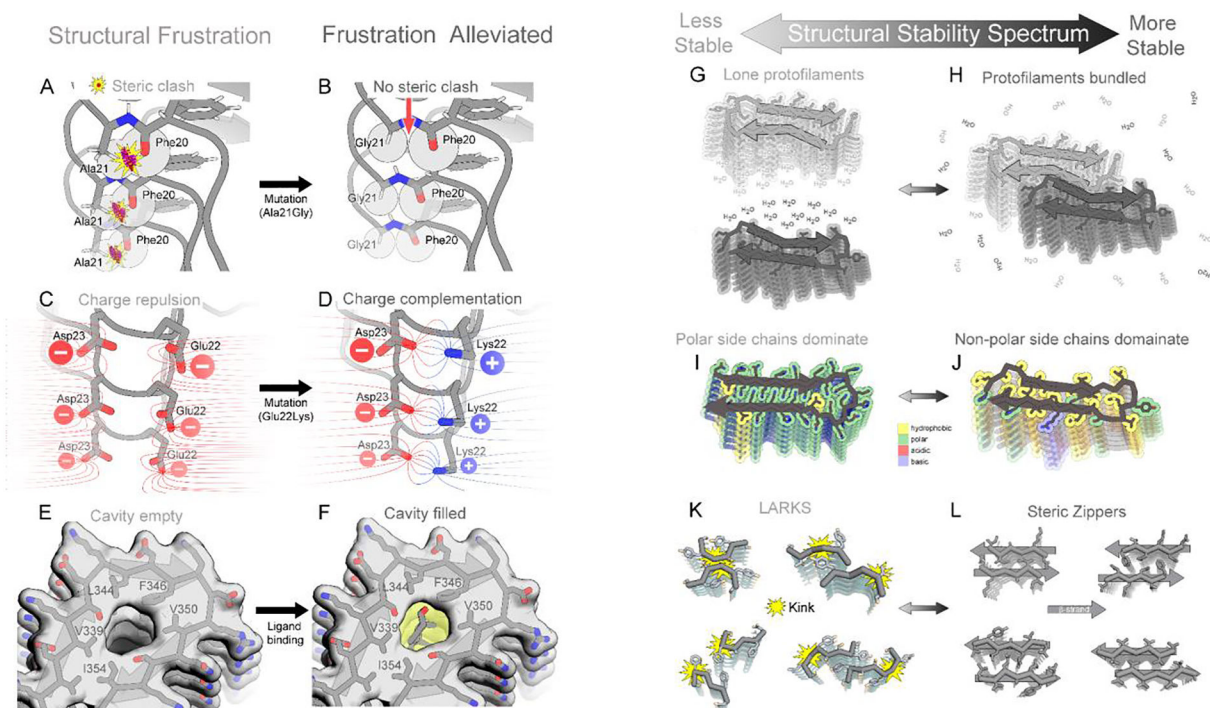 Structural Frustration
Frustration Alleviated
A
Steric clash
Phe20
Ala21
Phe20
Ala21
Phe20
Ala21
Mutation
(Ala21Gly)
B
No steric clash
Gly21
Phe20
Gly21
Phe20
Gly21
Phe20
C
Charge repulsion
Asp23
Glu22
Asp23
Glu22
Asp23
Glu22
Mutation
(Glu22Lys)
D
Charge complementation
Asp23
Lys22
Asp23
Lys22
Asp23
Lys22
E
Cavity empty
L344
F346
V350
V339
I354
Ligand
binding
F
Cavity filled
L344
F346
V350
V339
I354
Less
Stable
Structural Stability Spectrum
More
Stable
G
Lone protofilaments
H2O
H
Protofilaments bundled
H2O
I
Polar side chains dominate
hydrophobic
polar
acidic
basic
J
Non-polar side chains domainate
K
LARKS
Kink
L
Steric Zippers
β-strand